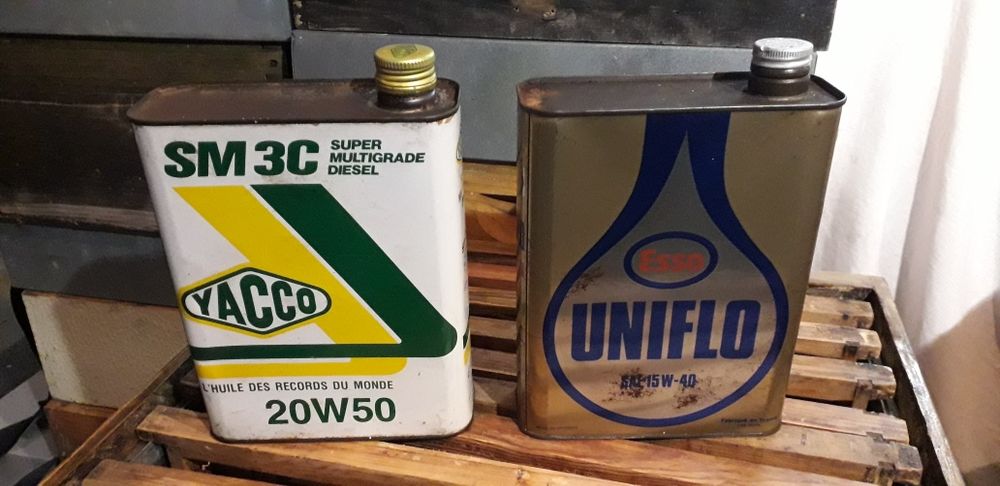 SM 3C
SUPER
MULTIGRADE
DIESEL
YACCO
L'HUILE DES RECORDS DU MONDE
20W50
Esso
UNIFLO
SAE 15W-40